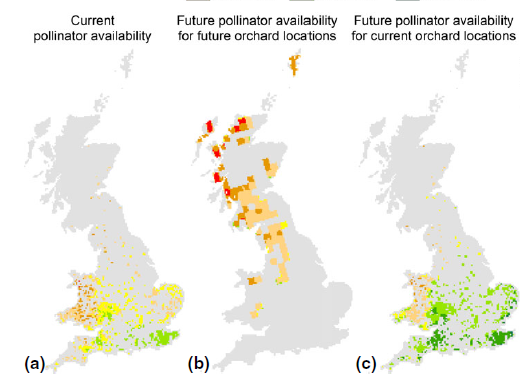 Current
pollinator availability
Future pollinator availability
for future orchard locations
Future pollinator availability
for current orchard locations
(a)
(b)
(c)